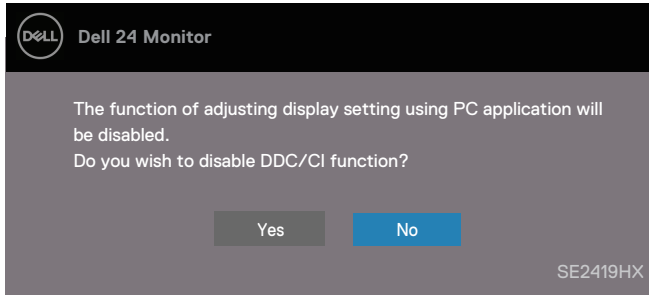 DELL
Dell 24 Monitor
The function of adjusting display setting using PC application will
be disabled.
Do you wish to disable DDC/CI function?
Yes
No
SE2419HX